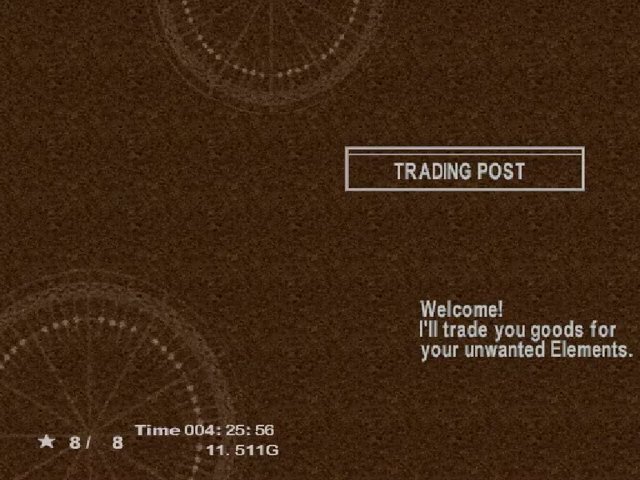 TRADING POST
Welcome!
I'll trade you goods for
your unwanted Elements.
Time 004: 25: 56
★ 8 / 8
11. 511G